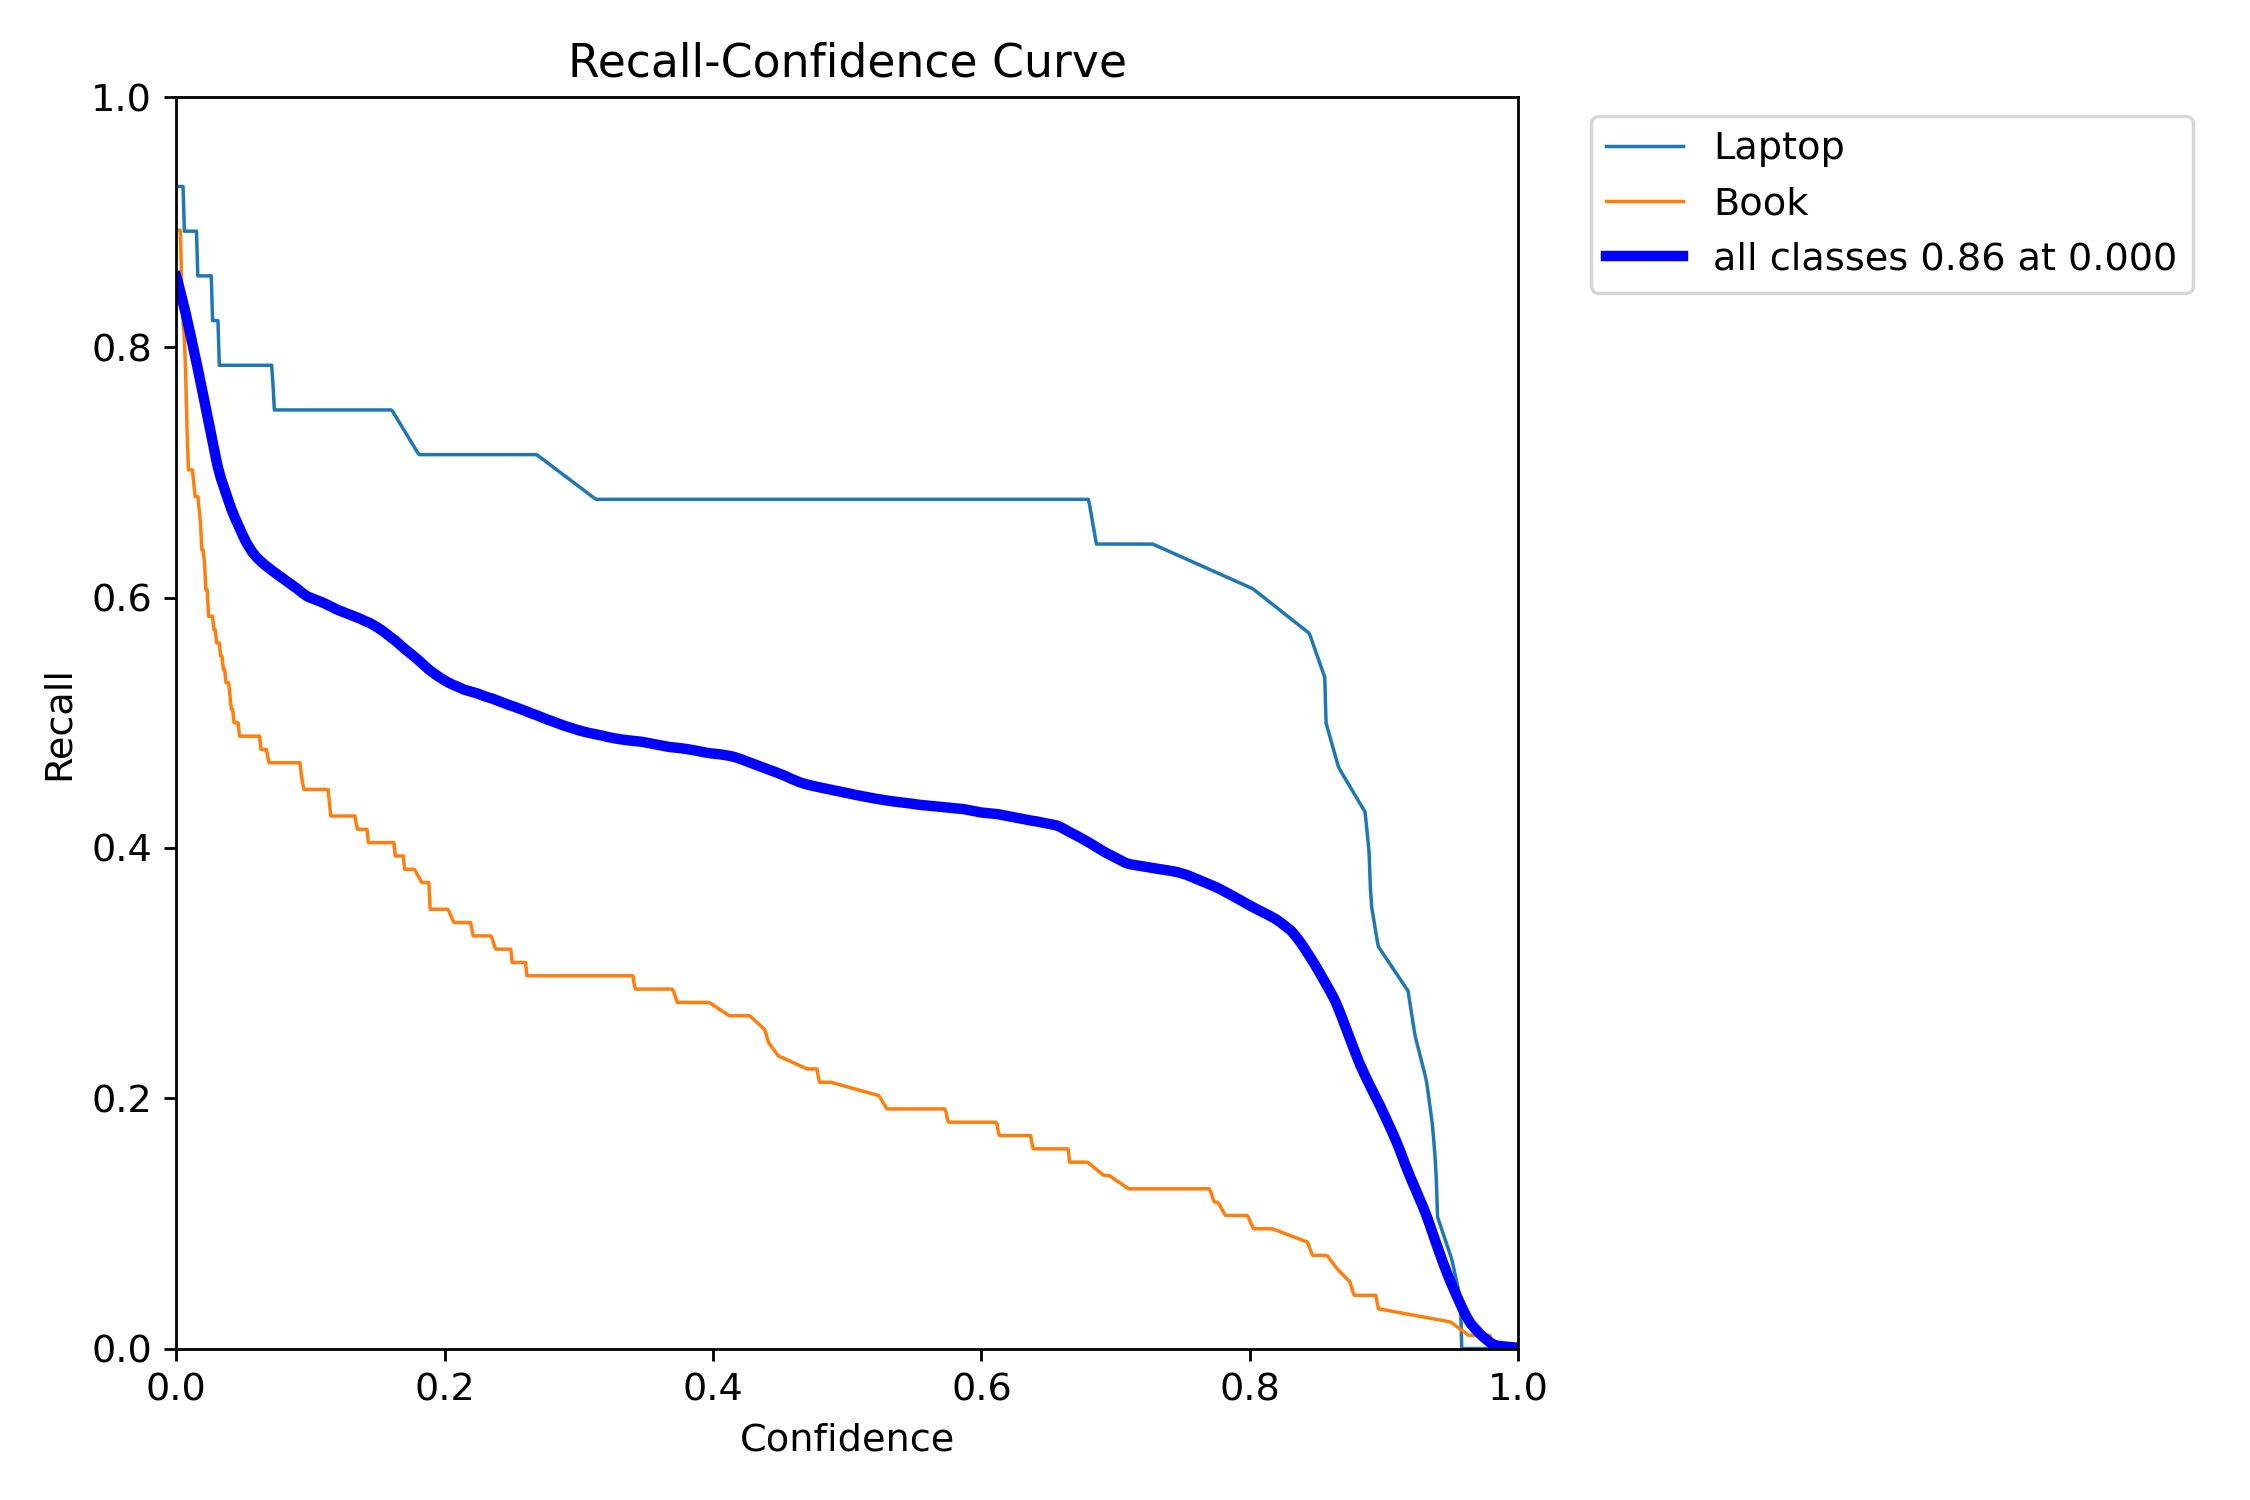 Recall-Confidence Curve
1.0
0.8
0.6
0.4
0.2
0.0
Recall
0.0 0.2 0.4 0.6 0.8 1.0
Confidence
Laptop
Book
all classes 0.86 at 0.000